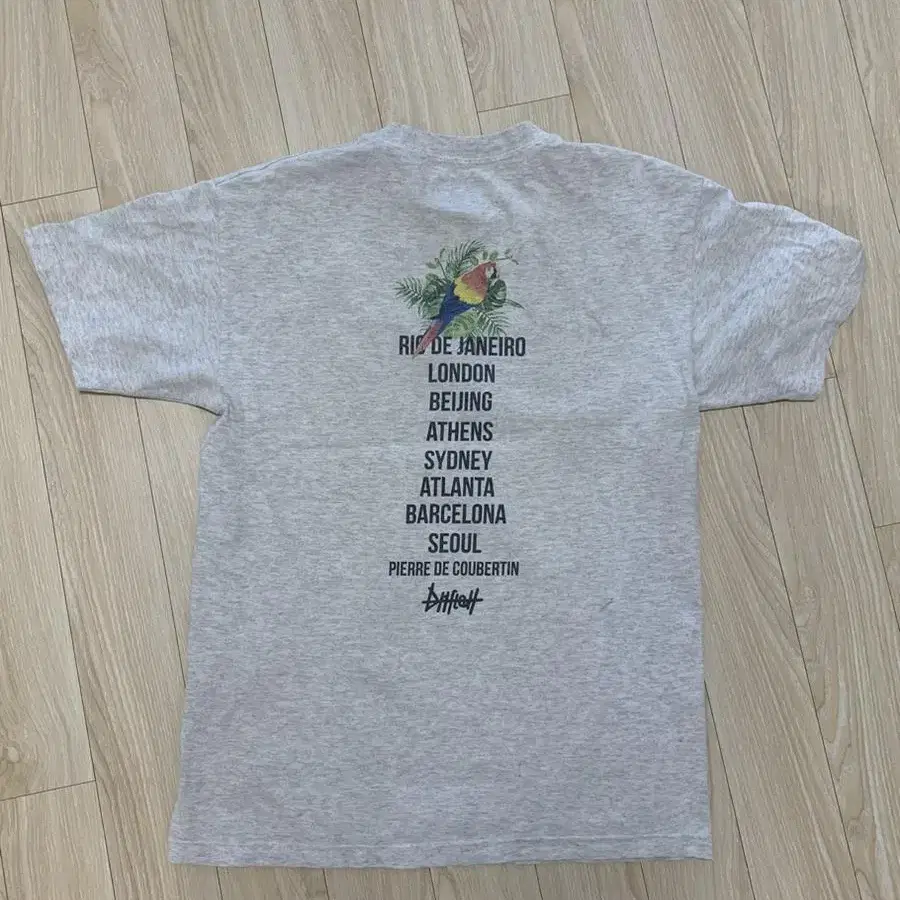 RIO DE JANEIRO
LONDON
BEIJING
ATHENS
SYDNEY
ATLANTA
BARCELONA
SEOUL
PIERRE DE COUBERTIN